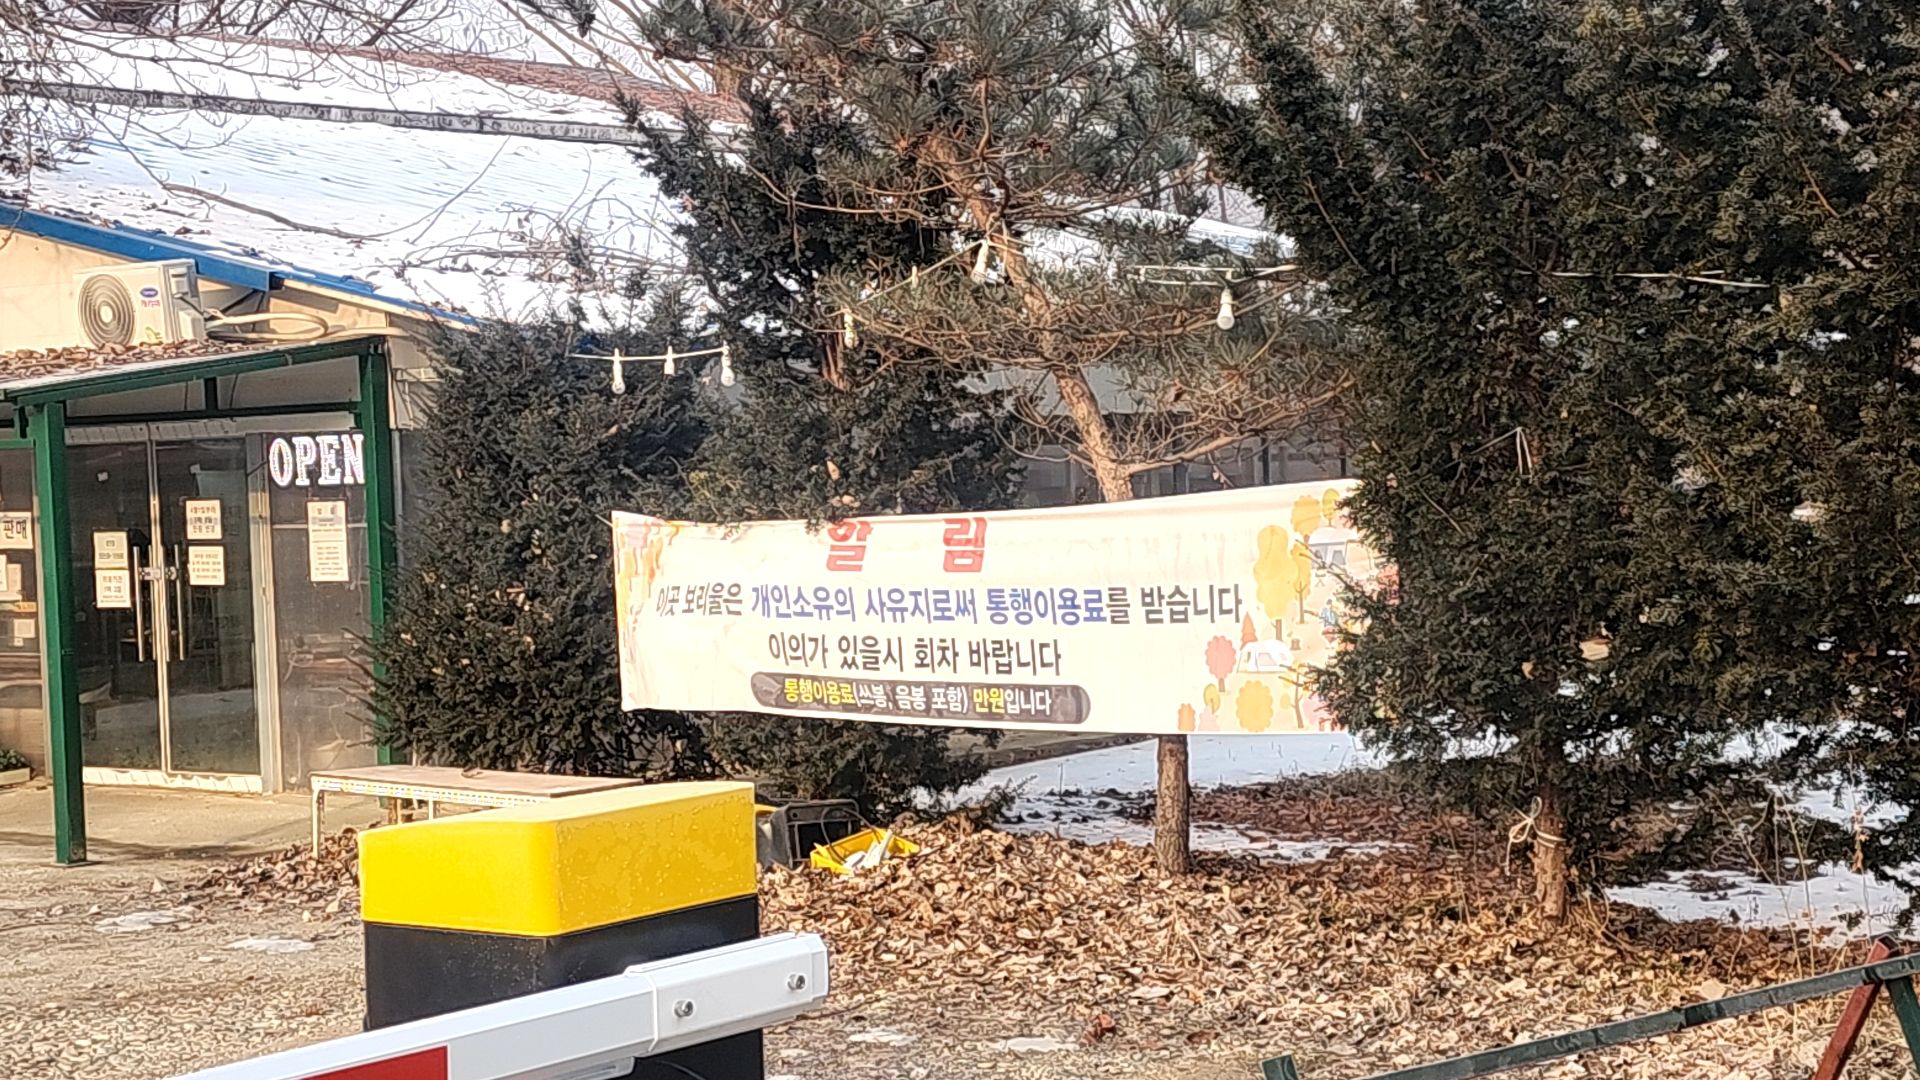 OPEN
판매
알 림
이곳 보리울은 개인소유의 사유지로써 통행이용료를 받습니다
이의가 있을시 회차 바랍니다
통행이용료(쓰봉, 음봉 포함) 만원입니다